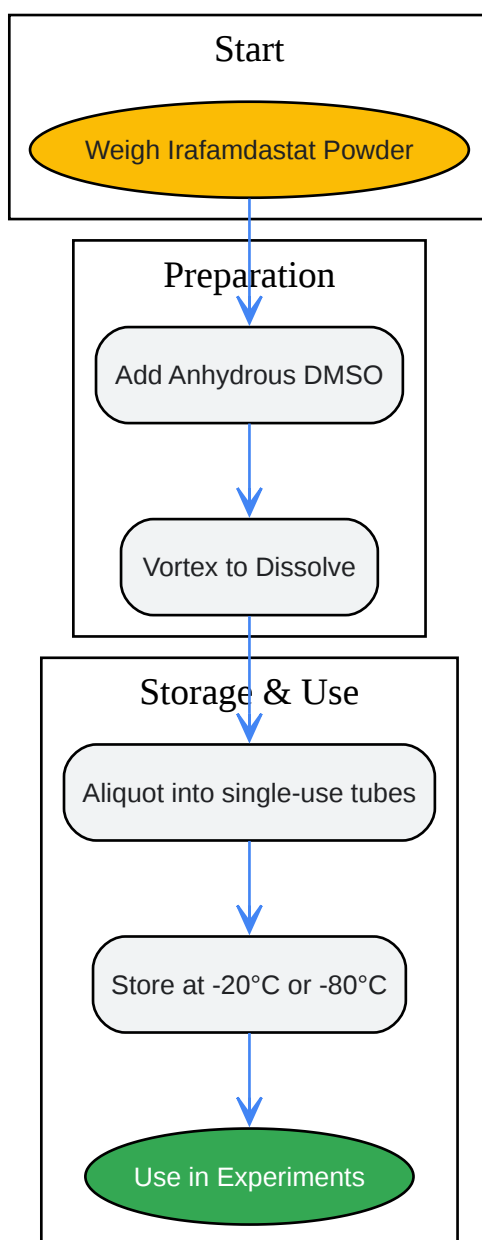 Start
Weigh Irafamdastat Powder
Preparation
Add Anhydrous DMSO
Vortex to Dissolve
Storage & Use
Aliquot into single-use tubes
Store at -20°C or -80°C
Use in Experiments